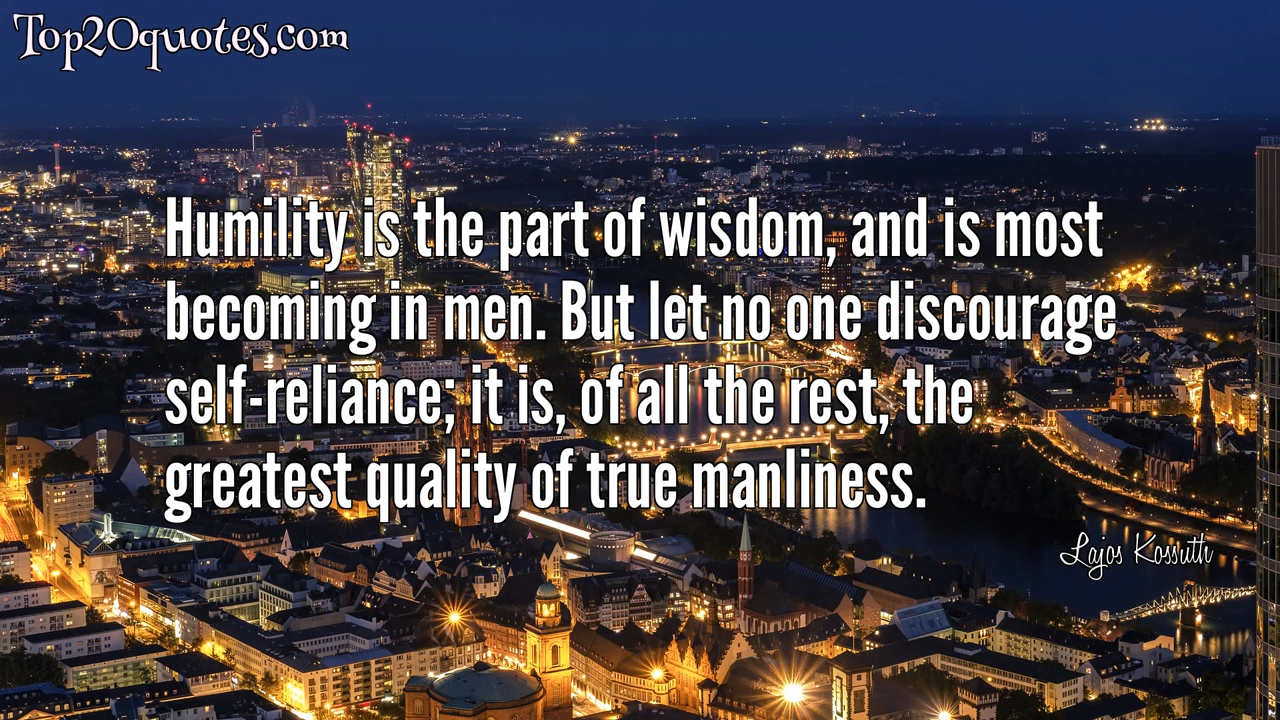 Top20quotes.com
Humility is the part of wisdom, and is most
becoming in men. But let no one discourage
self-reliance; it is, of all the rest, the
greatest quality of true manliness.
Lajos Kossuth